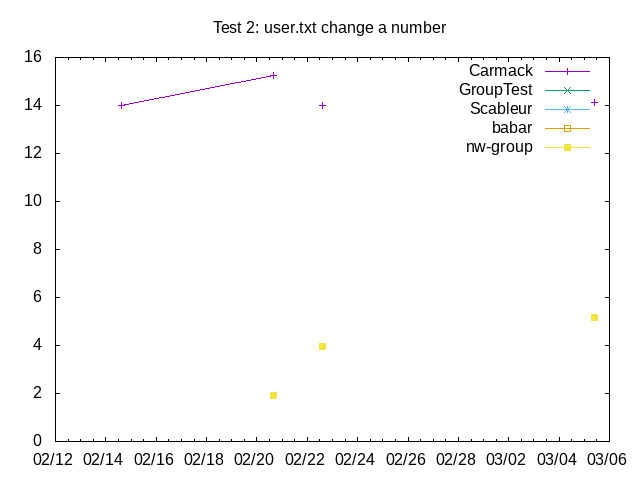 Test 2: user.txt change a number
16
14
12
10
8
6
4
2
0
Carmack
GroupTest
Scableur
babar
nw-group
02/12 02/14 02/16 02/18 02/20 02/22 02/24 02/26 02/28 03/02 03/04 03/06